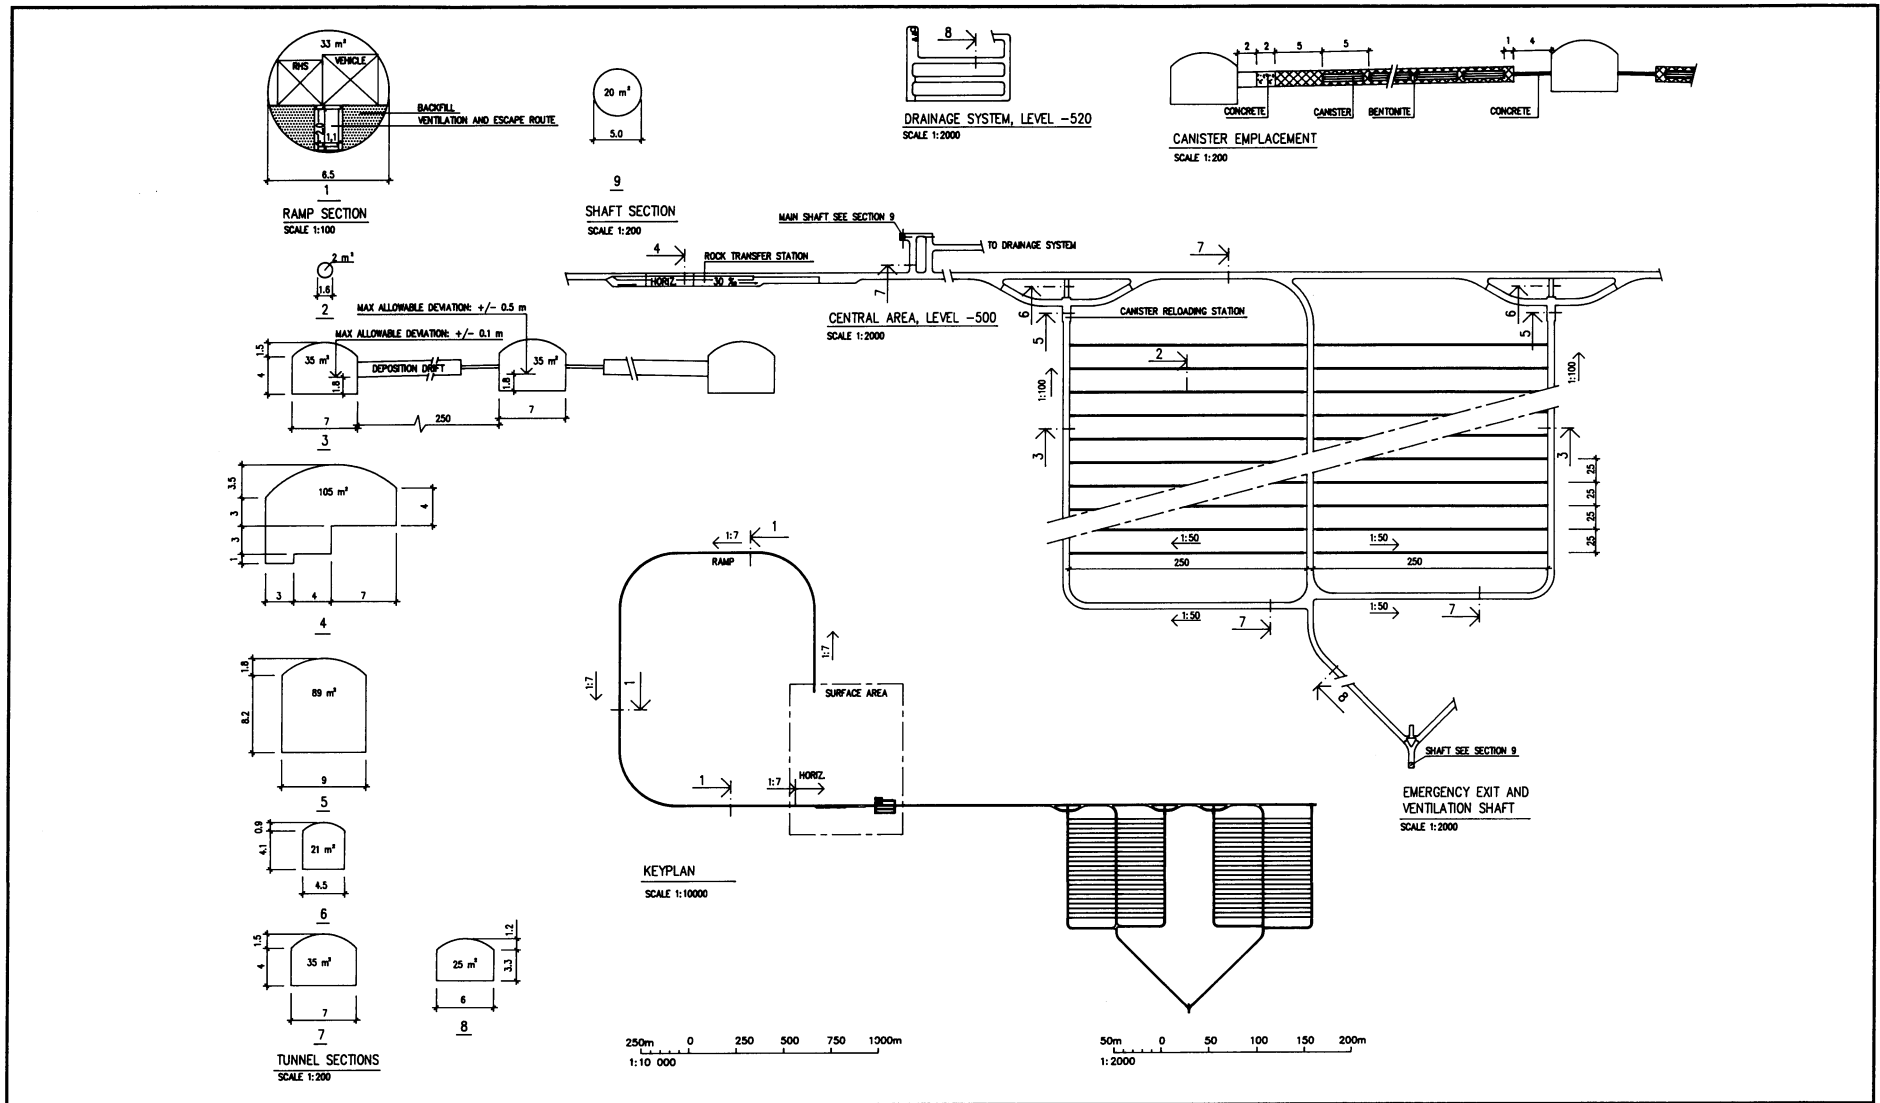 33 m²
RHS
VEHICLE
2.0
1.1
BACKFILL
VENTILATION AND ESCAPE ROUTE
6.5
1
RAMP SECTION
SCALE 1:100
20 m²
5.0
9
SHAFT SECTION
SCALE 1:200
8
DRAINAGE SYSTEM, LEVEL -520
SCALE 1:2000
2
2
5
5
1
4
CONCRETE
CANISTER
BENTONITE
CONCRETE
CANISTER EMPLACEMENT
SCALE 1:200
2 m²
1.6
2
MAX ALLOWABLE DEVIATION: +/- 0.5 m
MAX ALLOWABLE DEVIATION: +/- 0.1 m
1.5
4
35 m²
1.8
DEPOSITION DRIFT
1.8
35 m²
7
250
7
3
MAIN SHAFT SEE SECTION 9
TO DRAINAGE SYSTEM
4
ROCK TRANSFER STATION
HORIZ.
30 ‰
7
7
CENTRAL AREA, LEVEL -500
SCALE 1:2000
6
6
CANISTER RELOADING STATION
5
5
2
1:100
1:100
3
3
25
25
25
25
1:50
1:50
250
250
1:50
1:50
7
7
8
SHAFT SEE SECTION 9
EMERGENCY EXIT AND
VENTILATION SHAFT
SCALE 1:2000
3.5
3
3
1
105 m²
4
3
4
7
4
1.8
8.2
89 m²
9
5
0.9
4.1
21 m²
4.5
6
1.5
4
35 m²
7
7
1.2
3.3
25 m²
6
8
TUNNEL SECTIONS
SCALE 1:200
1:7
1
RAMP
1:7
1
1:7
SURFACE AREA
1
1:7
HORIZ.
KEYPLAN
SCALE 1:10000
250m 0 250 500 750 1000m
1:10 000
50m 0 50 100 150 200m
1:2000